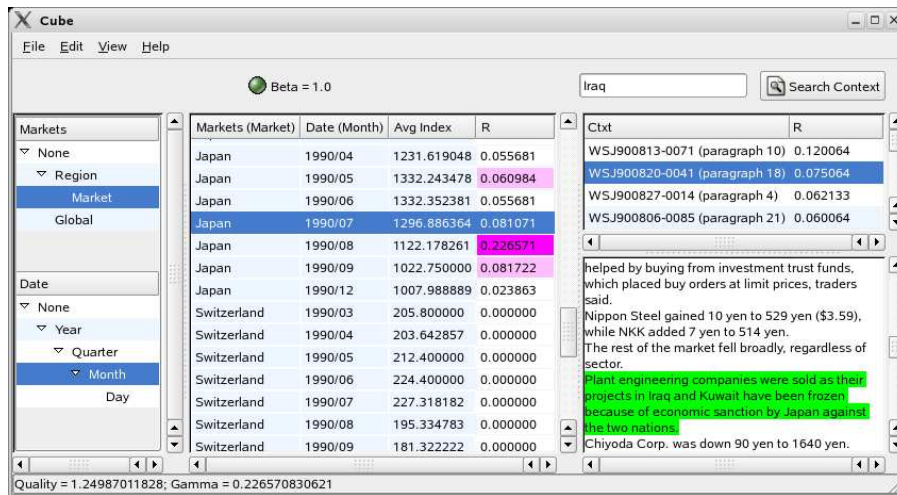 Cube
File Edit View Help
Beta = 1.0
Iraq
Search Context
Markets
None
Region
Market
Global
Date
None
Year
Quarter
Month
Day
Markets (Market) Date (Month) Avg Index R
Japan 1990/04 1231.619048 0.055681
Japan 1990/05 1332.243478 0.060984
Japan 1990/06 1332.352381 0.055681
Japan 1990/07 1296.886364 0.081071
Japan 1990/08 1122.178261 0.226571
Japan 1990/09 1022.750000 0.081722
Japan 1990/12 1007.988889 0.023863
Switzerland 1990/03 205.800000 0.000000
Switzerland 1990/04 203.642857 0.000000
Switzerland 1990/05 212.400000 0.000000
Switzerland 1990/06 224.400000 0.000000
Switzerland 1990/07 227.318182 0.000000
Switzerland 1990/08 195.334783 0.000000
Switzerland 1990/09 181.322222 0.000000
Ctxt R
WSJ900813-0071 (paragraph 10) 0.120064
WSJ900820-0041 (paragraph 18) 0.075064
WSJ900827-0014 (paragraph 4) 0.062133
WSJ900806-0085 (paragraph 21) 0.060064
helped by buying from investment trust funds,
which placed buy orders at limit prices, traders
said.
Nippon Steel gained 10 yen to 529 yen ($3.59),
while NKK added 7 yen to 514 yen.
The rest of the market fell broadly, regardless of
sector.
Plant engineering companies were sold as their
projects in Iraq and Kuwait have been frozen
because of economic sanction by Japan against
the two nations.
Chiyoda Corp. was down 90 yen to 1640 yen.
Quality = 1.24987011828; Gamma = 0.226570830621